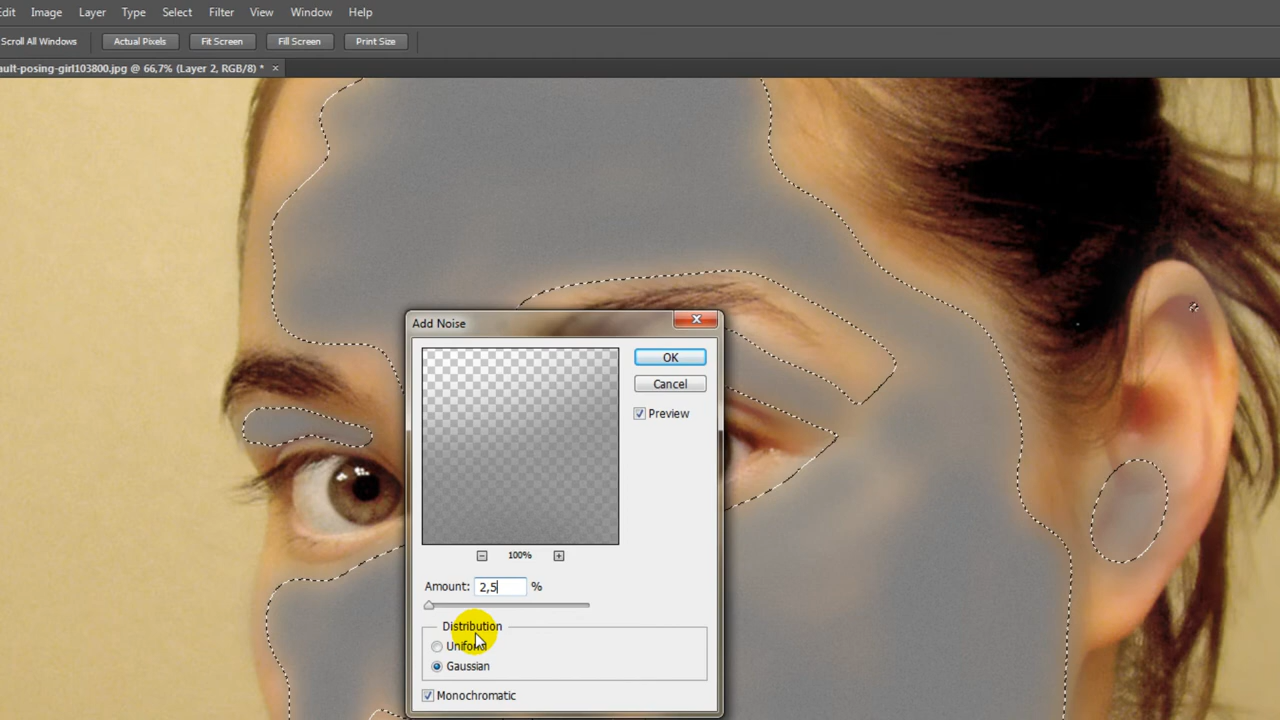 Edit Image Layer Type Select Filter View Window Help
Scroll All Windows Actual Pixels Fit Screen Fill Screen Print Size
ault-posing-girl103800.jpg @ 66,7% (Layer 2, RGB/8) * ×
Add Noise
OK
Cancel
Preview
100%
Amount: 2,5 %
Distribution
Uniform
Gaussian
Monochromatic